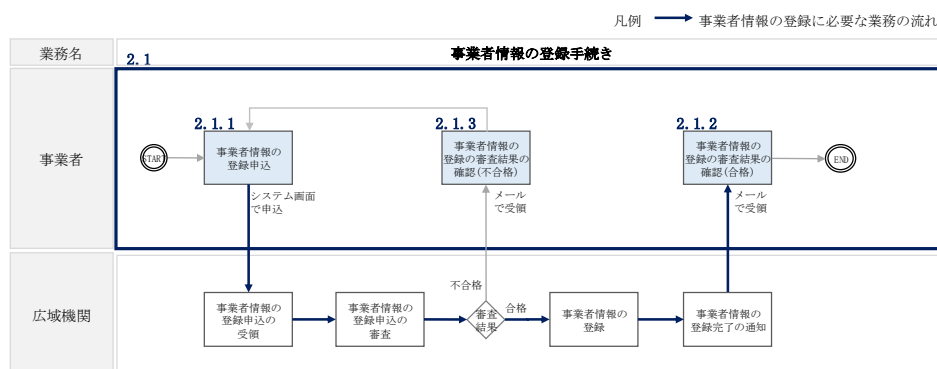 凡例 事業者情報の登録に必要な業務の流れ
業務名
2.1
事業者情報の登録手続き
事業者
START
2.1.1
事業者情報の
登録申込
システム画面
で申込
2.1.3
事業者情報の
登録の審査結果の
確認(不合格)
メール
で受領
2.1.2
事業者情報の
登録の審査結果の
確認(合格)
メール
で受領
END
広域機関
事業者情報の
登録申込の
受領
事業者情報の
登録申込の
審査
不合格
審査
結果
合格
事業者情報の
登録
事業者情報の
登録完了の通知